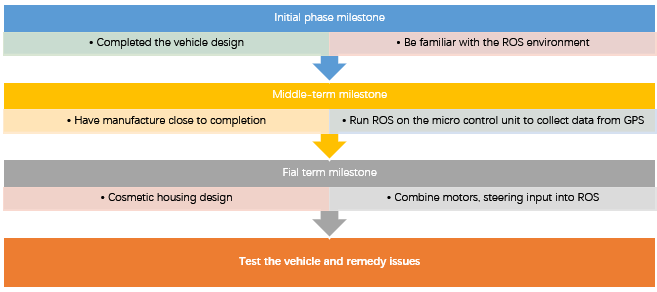 Initial phase milestone
• Completed the vehicle design
• Be familiar with the ROS environment
Middle-term milestone
• Have manufacture close to completion
• Run ROS on the micro control unit to collect data from GPS
Fial term milestone
• Cosmetic housing design
• Combine motors, steering input into ROS
Test the vehicle and remedy issues